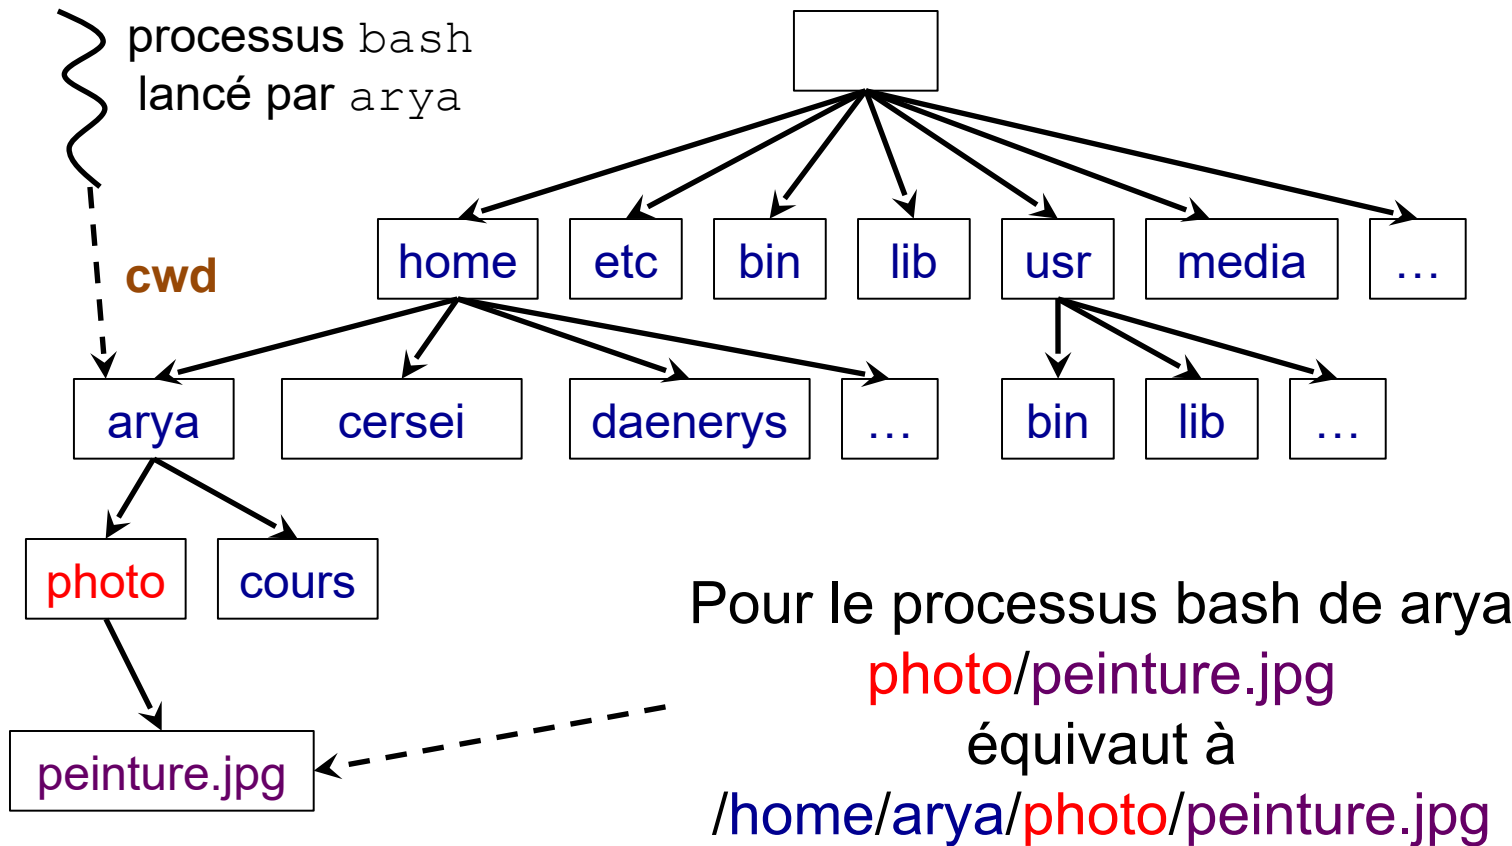 processus bash
lancé par arya
cwd
home etc bin lib usr media …
arya cersei daenerys … bin lib …
photo cours
peinture.jpg
Pour le processus bash de arya
photo/peinture.jpg
équivaut à
/home/arya/photo/peinture.jpg